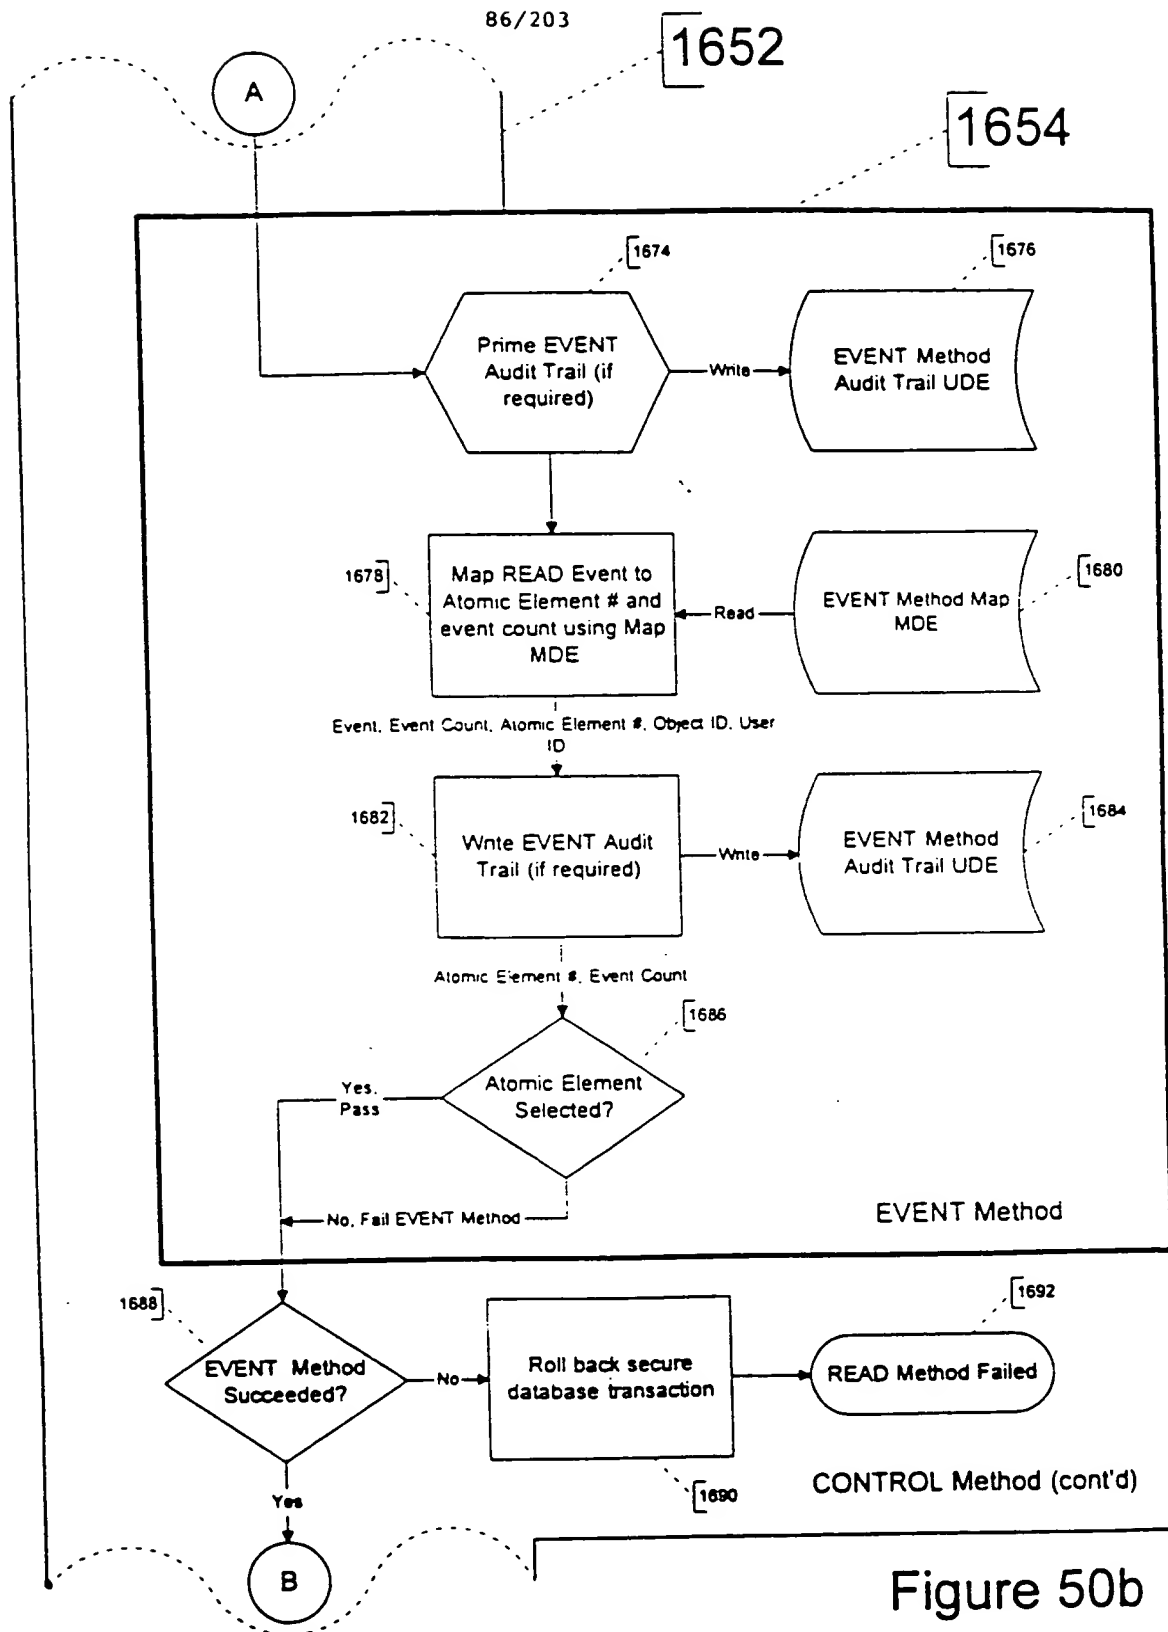 86/203
1652
A
1654
1674
1676
Prime EVENT
Audit Trail (if
required)
Write
EVENT Method
Audit Trail UDE
1678
Map READ Event to
Atomic Element # and
event count using Map
MDE
Read
EVENT Method Map
MDE
1680
Event, Event Count, Atomic Element #, Object ID, User
ID
1682
Write EVENT Audit
Trail (if required)
Write
EVENT Method
Audit Trail UDE
1684
Atomic Element #, Event Count
1686
Atomic Element
Selected?
Yes,
Pass
No, Fail EVENT Method
EVENT Method
1688
EVENT Method
Succeeded?
No
Roll back secure
database transaction
1690
READ Method Failed
1692
CONTROL Method (cont'd)
Yes
B
Figure 50b